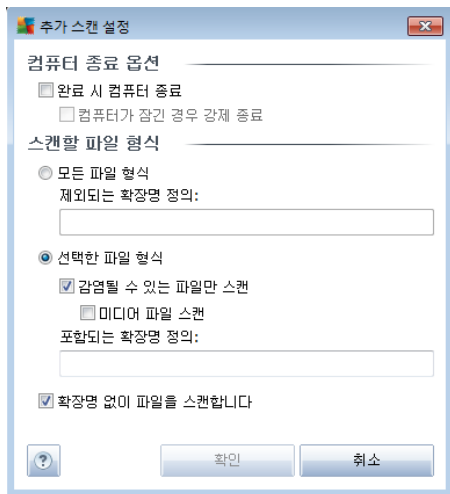 추가 스캔 설정
컴퓨터 종료 옵션
완료 시 컴퓨터 종료
컴퓨터가 잠긴 경우 강제 종료
스캔할 파일 형식
모든 파일 형식
제외되는 확장명 정의:
선택한 파일 형식
감염될 수 있는 파일만 스캔
미디어 파일 스캔
포함되는 확장명 정의:
확장명 없이 파일을 스캔합니다
? 확인 취소